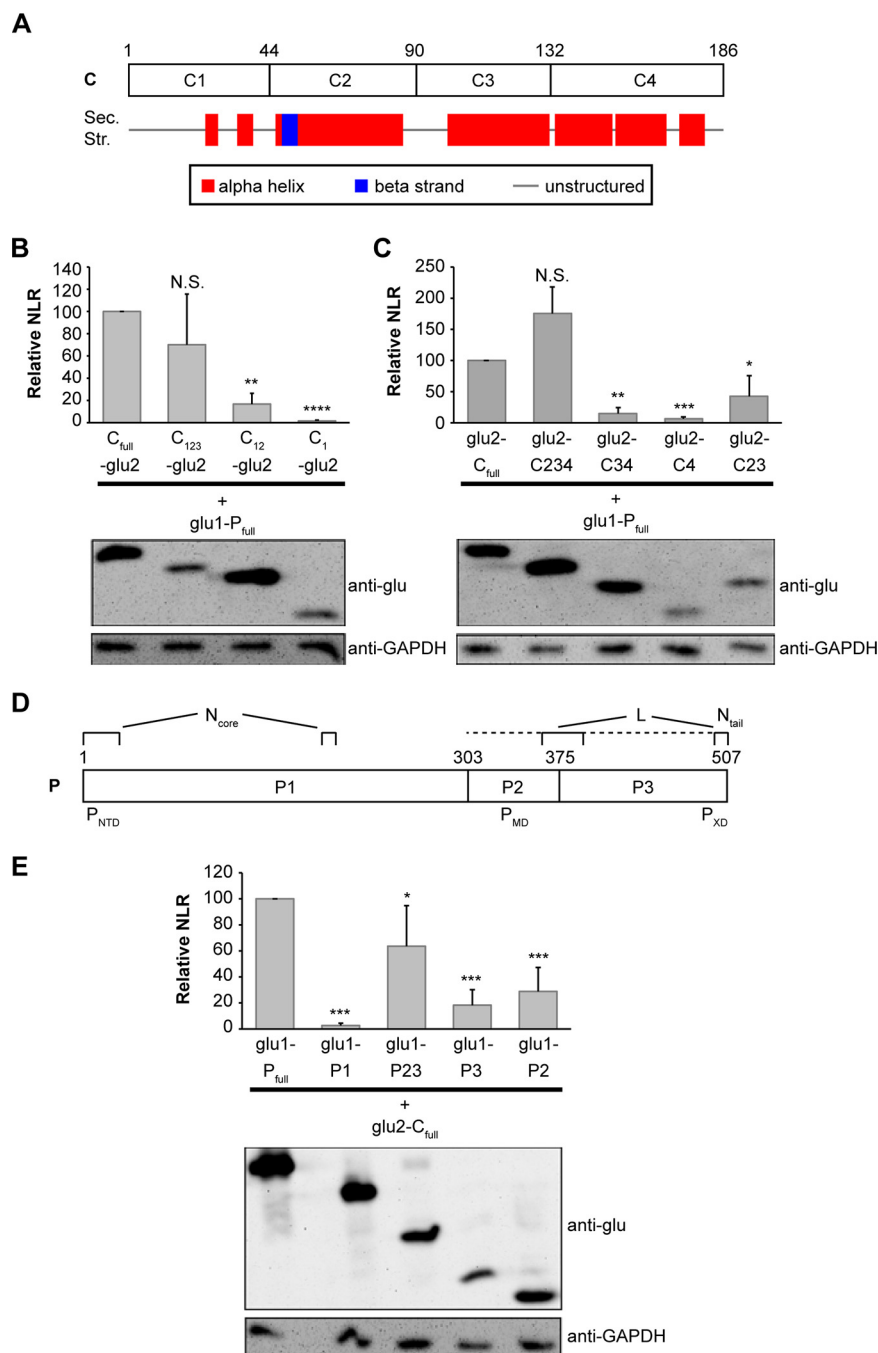 A
1 44 90 132 186
C C1 C2 C3 C4
Sec.
Str.
alpha helix beta strand unstructured
B
Relative NLR
140
120
100
80
60
40
20
0
N.S.
**
****
Cfull C123 C12 C1
-glu2 -glu2 -glu2 -glu2
+
glu1-Pfull
anti-glu
anti-GAPDH
C
Relative NLR
250
200
150
100
50
0
N.S.
**
***
*
glu2- glu2- glu2- glu2- glu2-
Cfull C234 C34 C4 C23
+
glu1-Pfull
anti-glu
anti-GAPDH
D
Ncore L Ntail
1 303 375 507
P P1 P2 P3
PNTD PMD PXD
E
Relative NLR
120
100
80
60
40
20
0
***
*
***
***
glu1- glu1- glu1- glu1- glu1-
Pfull P1 P23 P3 P2
+
glu2-Cfull
anti-glu
anti-GAPDH